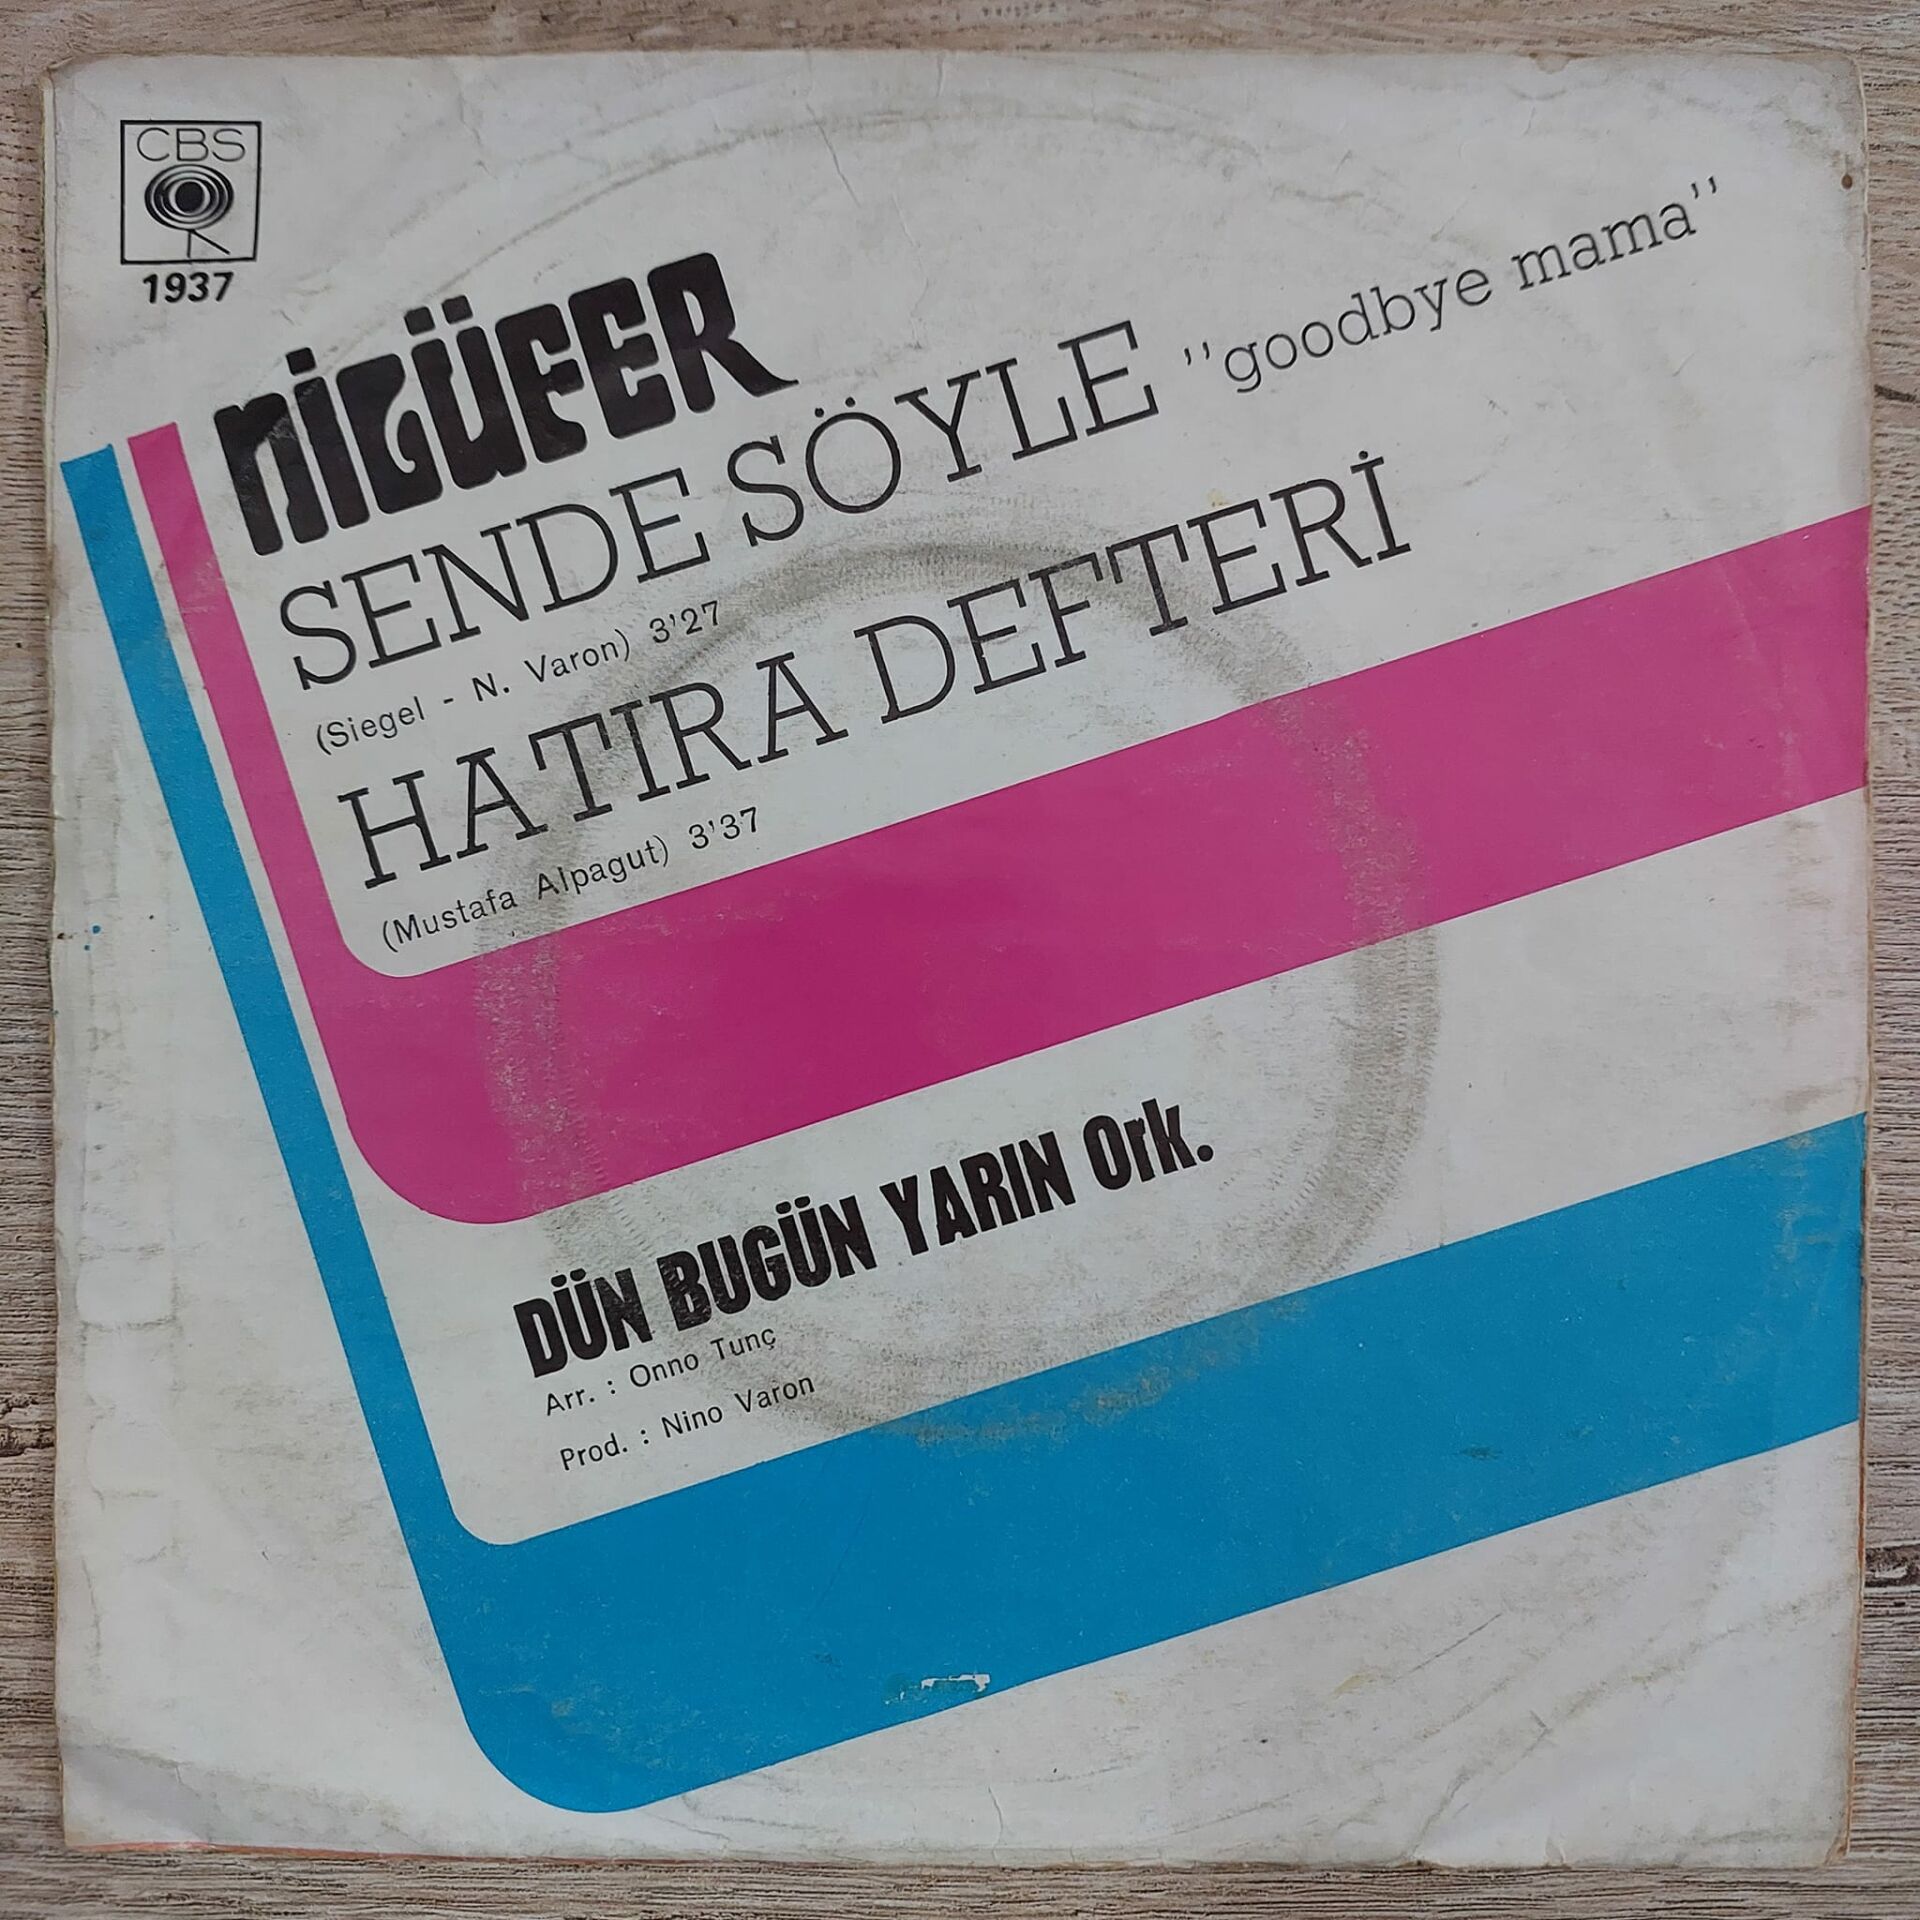 CBS
1937
NİLÜFER
SENDE SÖYLE "goodbye mama"
(Siegel - N. Varon) 3'27
HATIRA DEFTERİ
(Mustafa Alpagut) 3'37
DÜN BUGÜN YARIN Ork.
Arr. : Onno Tunç
Prod. : Nino Varon